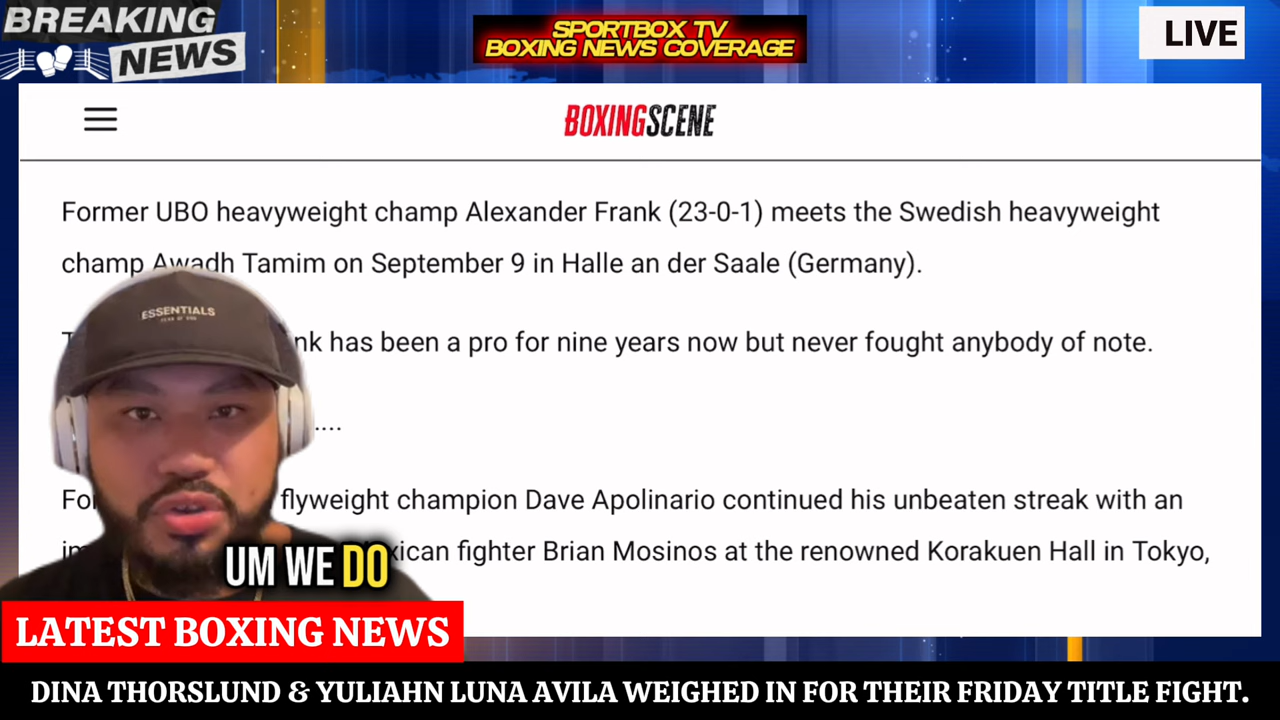 BREAKING
NEWS
SPORTBOX TV
BOXING NEWS COVERAGE
LIVE
BOXINGSCENE
Former UBO heavyweight champ Alexander Frank (23-0-1) meets the Swedish heavyweight
champ Awadh Tamim on September 9 in Halle an der Saale (Germany).
nk has been a pro for nine years now but never fought anybody of note.
....
ESSENTIALS
FEAR OF GOD
flyweight champion Dave Apolinario continued his unbeaten streak with an
xican fighter Brian Mosinos at the renowned Korakuen Hall in Tokyo,
UM WE DO
LATEST BOXING NEWS
DINA THORSLUND & YULIAHN LUNA AVILA WEIGHED IN FOR THEIR FRIDAY TITLE FIGHT.